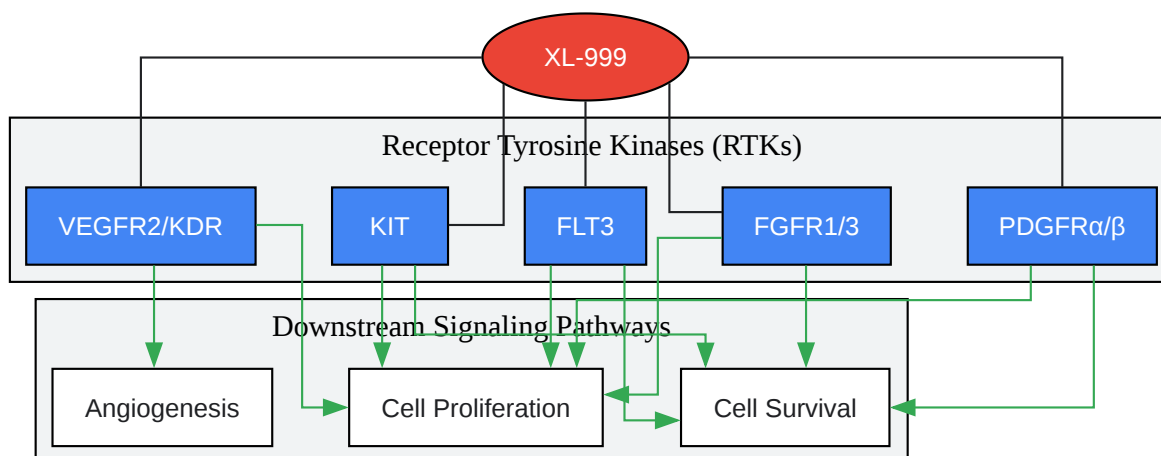 XL-999
Receptor Tyrosine Kinases (RTKs)
VEGFR2/KDR
KIT
FLT3
FGFR1/3
PDGFRα/β
Downstream Signaling Pathways
Angiogenesis
Cell Proliferation
Cell Survival